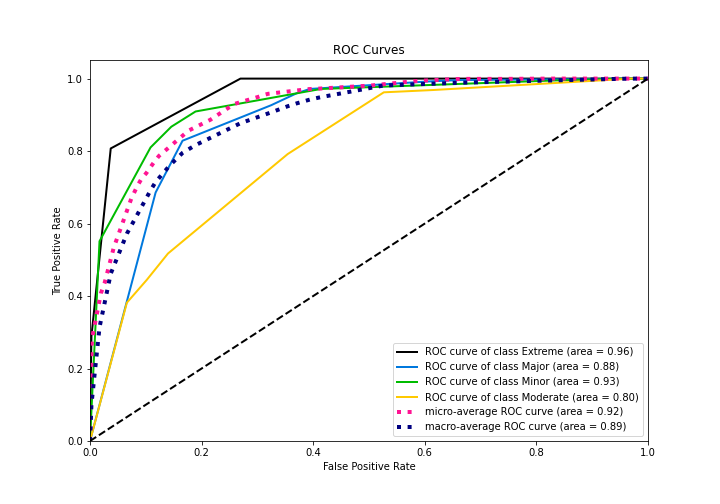 ROC Curves
True Positive Rate
1.0
0.8
0.6
0.4
0.2
0.0
0.0 0.2 0.4 0.6 0.8 1.0
False Positive Rate
ROC curve of class Extreme (area = 0.96)
ROC curve of class Major (area = 0.88)
ROC curve of class Minor (area = 0.93)
ROC curve of class Moderate (area = 0.80)
micro-average ROC curve (area = 0.92)
macro-average ROC curve (area = 0.89)